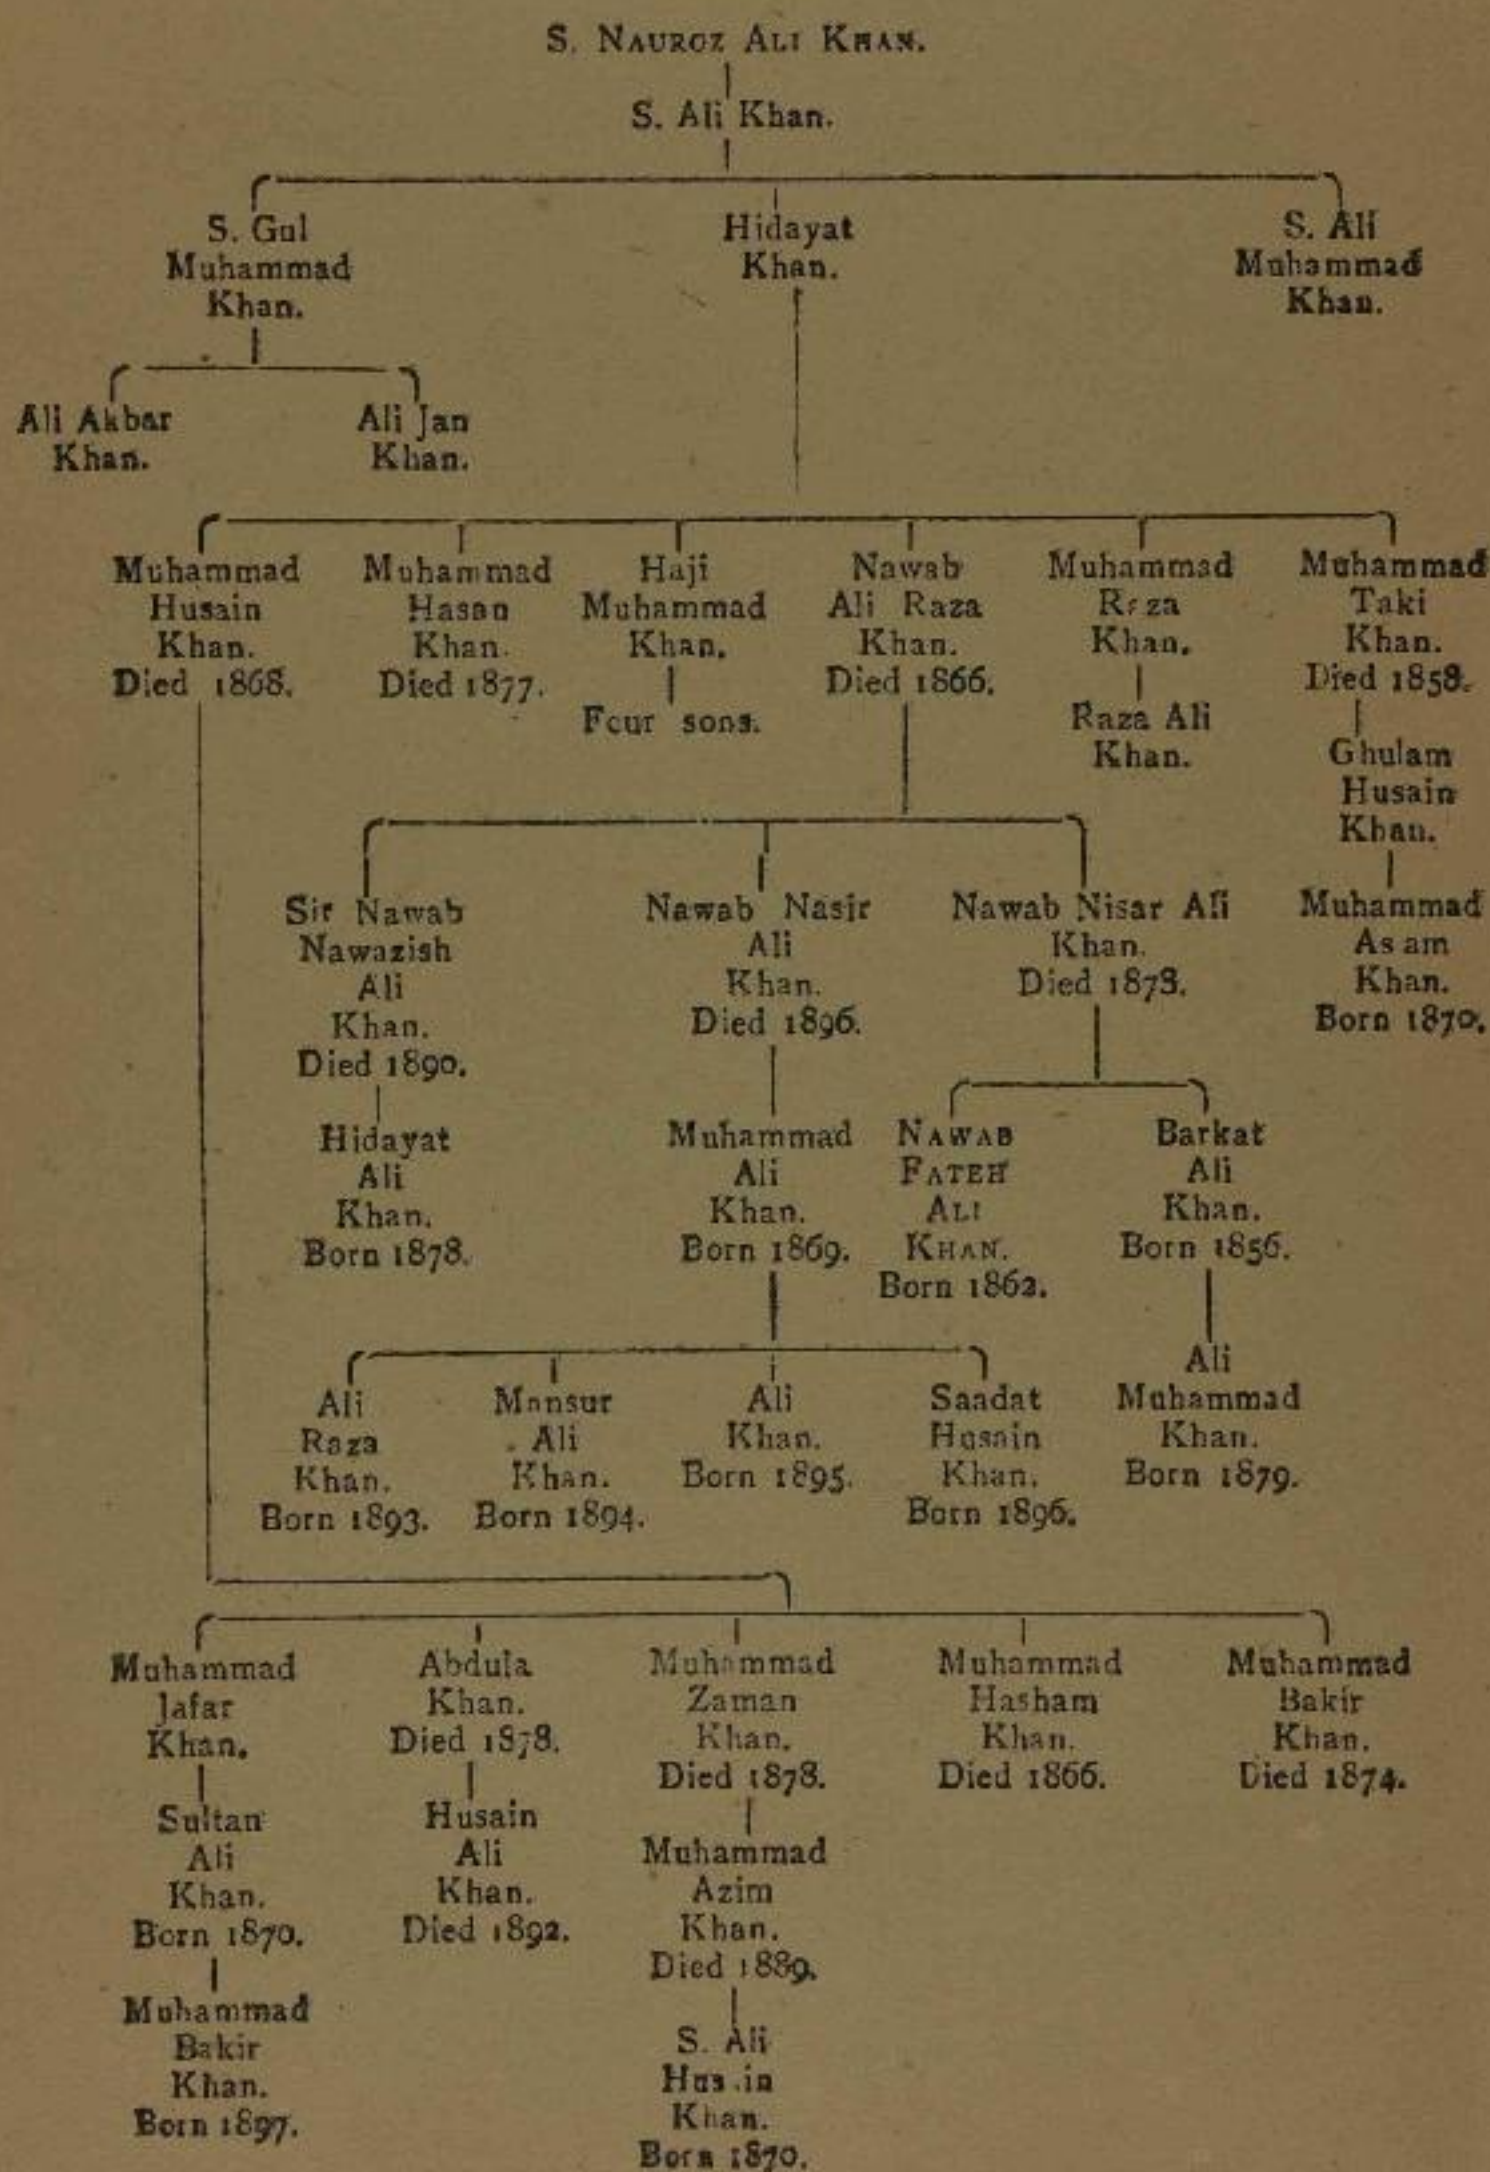 S. NAUROZ ALI KHAN.
S. Ali Khan.
S. Gul
Muhammad
Khan.
Hidayat
Khan.
S. Ali
Muhammad
Khan.
Ali Akbar
Khan.
Ali Jan
Khan.
Muhammad
Husain
Khan.
Died 1868.
Muhammad
Hasan
Khan.
Died 1877.
Haji
Muhammad
Khan.
Four sons.
Nawab
Ali Raza
Khan.
Died 1866.
Muhammad
Raza
Khan.
Raza Ali
Khan.
Muhammad
Taki
Khan.
Died 1858.
Ghulam
Husain
Khan.
Muhammad
Asam
Khan.
Born 1870.
Sir Nawab
Nawazish
Ali
Khan.
Died 1890.
Hidayat
Ali
Khan.
Born 1878.
Nawab Nasir
Ali
Khan.
Died 1896.
Muhammad
Ali
Khan.
Born 1869.
Nawab Nisar Ali
Khan.
Died 1878.
NAWAB
FATEH
ALI
KHAN.
Born 1862.
Barkat
Ali
Khan.
Born 1856.
Ali
Muhammad
Khan.
Born 1879.
Ali
Raza
Khan.
Born 1893.
Mansur
Ali
Khan.
Born 1894.
Ali
Khan.
Born 1895.
Saadat
Husain
Khan.
Born 1896.
Muhammad
Jafar
Khan.
Sultan
Ali
Khan.
Born 1870.
Muhammad
Bakir
Khan.
Born 1897.
Abdula
Khan.
Died 1878.
Husain
Ali
Khan.
Died 1892.
Muhammad
Zaman
Khan.
Died 1878.
Muhammad
Azim
Khan.
Died 1889.
S. Ali
Husain
Khan.
Born 1870.
Muhammad
Hasham
Khan.
Died 1866.
Muhammad
Bakir
Khan.
Died 1874.